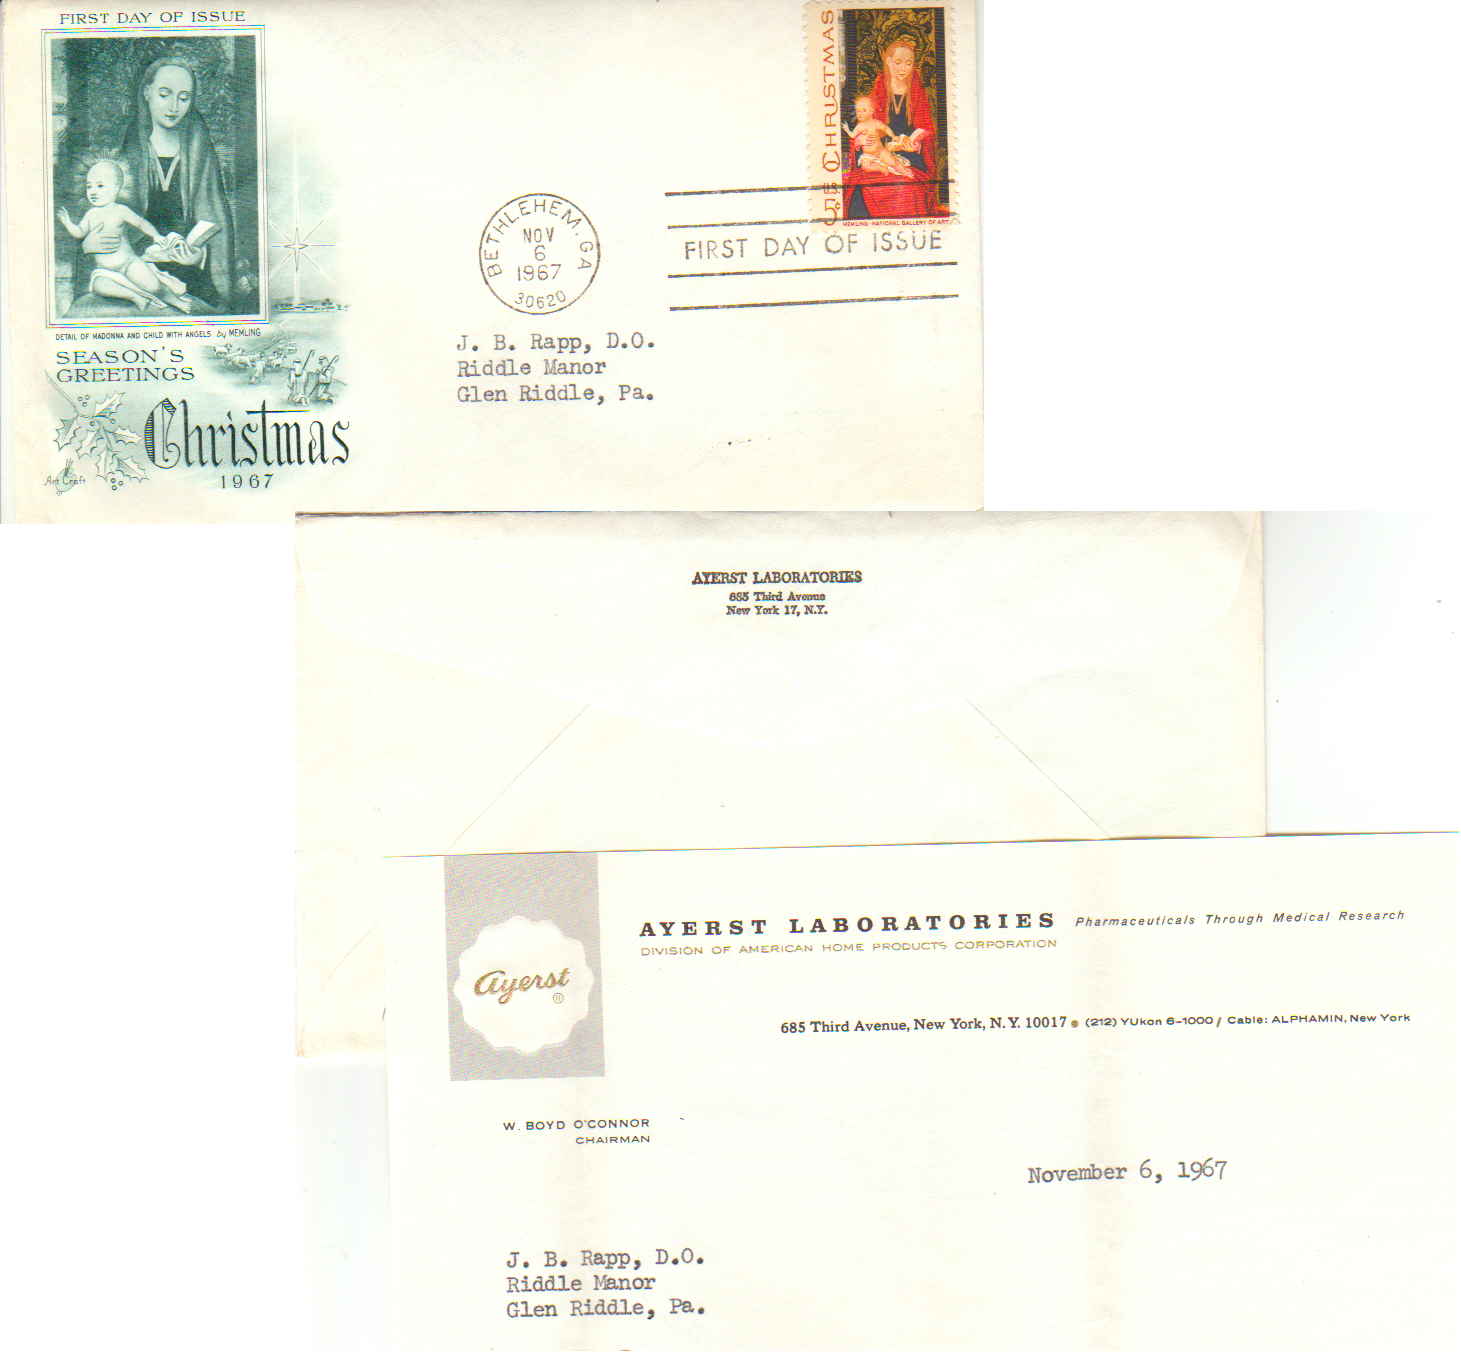 FIRST DAY OF ISSUE
DETAIL OF MADONNA AND CHILD WITH ANGELS by MEMLING
SEASON'S
GREETINGS
Christmas
1967
Art Craft
CHRISTMAS
5c U.S.
MEMLING: NATIONAL GALLERY OF ART
BETHLEHEM, GA
NOV
6
1967
30620
FIRST DAY OF ISSUE
J. B. Rapp, D.O.
Riddle Manor
Glen Riddle, Pa.
AYERST LABORATORIES
685 Third Avenue
New York 17, N.Y.
Ayerst ®
AYERST LABORATORIES Pharmaceuticals Through Medical Research
DIVISION OF AMERICAN HOME PRODUCTS CORPORATION
685 Third Avenue, New York, N.Y. 10017 • (212) YUkon 6-1000 / Cable: ALPHAMIN, New York
W. BOYD O'CONNOR
CHAIRMAN
November 6, 1967
J. B. Rapp, D.O.
Riddle Manor
Glen Riddle, Pa.